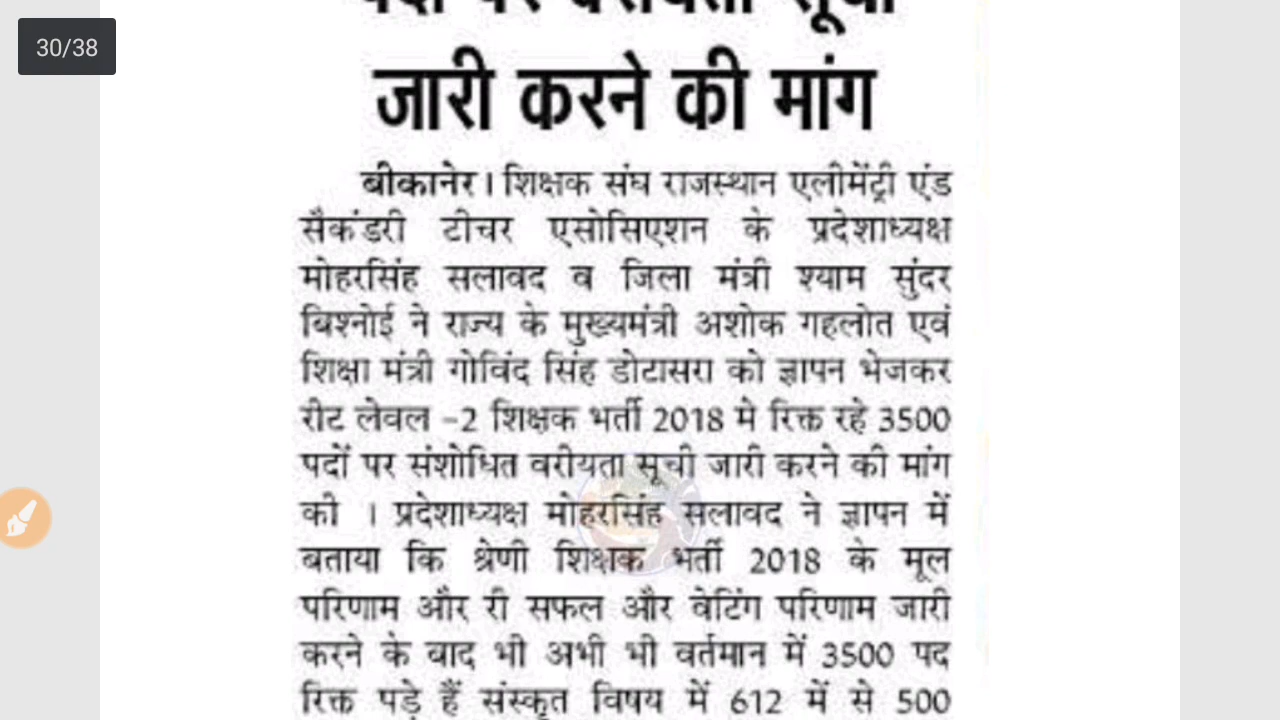 30/38
जारी करने की मांग
बीकानेर। शिक्षक संघ राजस्थान एलीमेंट्री एंड
सैकंडरी टीचर एसोसिएशन के प्रदेशाध्यक्ष
मोहरसिंह सलावद व जिला मंत्री श्याम सुंदर
बिश्नोई ने राज्य के मुख्यमंत्री अशोक गहलोत एवं
शिक्षा मंत्री गोविंद सिंह डोटासरा को ज्ञापन भेजकर
रीट लेवल -2 शिक्षक भर्ती 2018 मे रिक्त रहे 3500
पदों पर संशोधित वरीयता सूची जारी करने की मांग
की । प्रदेशाध्यक्ष मोहरसिंह सलावद ने ज्ञापन में
बताया कि श्रेणी शिक्षक भर्ती 2018 के मूल
परिणाम और री सफल और वेटिंग परिणाम जारी
करने के बाद भी अभी भी वर्तमान में 3500 पद
रिक्त पड़े हैं संस्कृत विषय में 612 में से 500